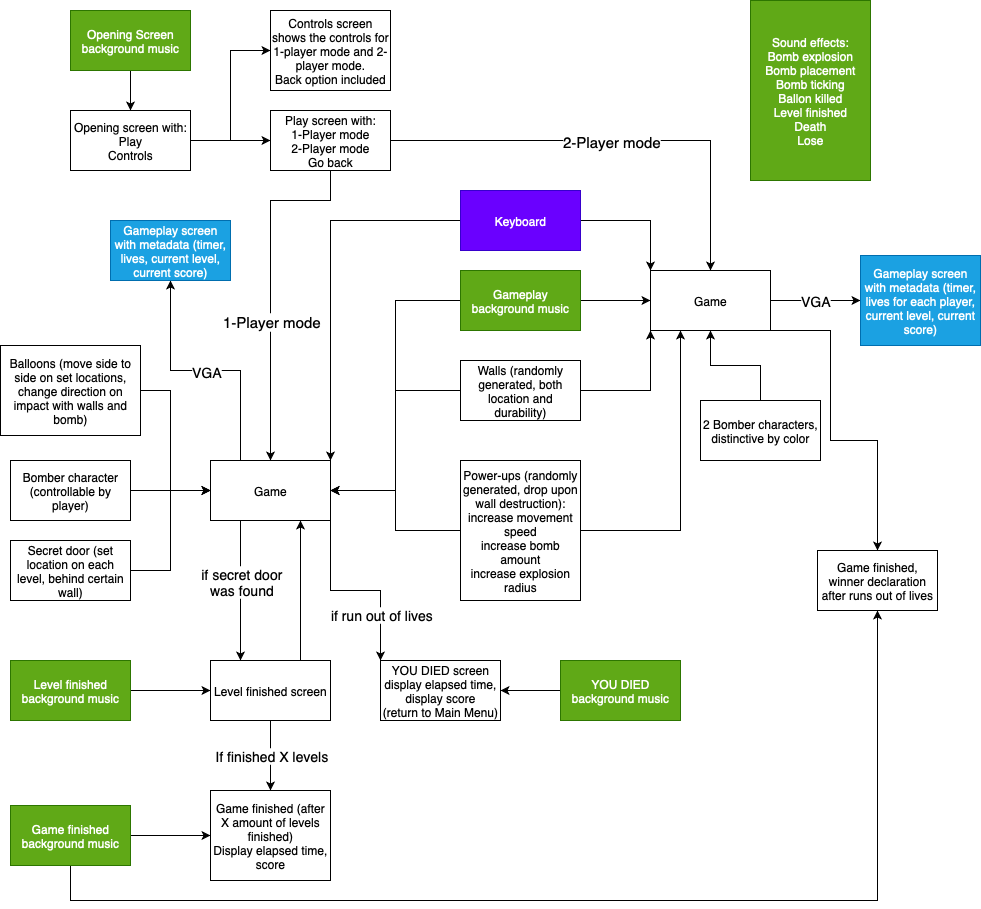 Opening Screen
background music
Controls screen
shows the controls for
1-player mode and 2-
player mode.
Back option included
Sound effects:
Bomb explosion
Bomb placement
Bomb ticking
Ballon killed
Level finished
Death
Lose
Opening screen with:
Play
Controls
Play screen with:
1-Player mode
2-Player mode
Go back
2-Player mode
Keyboard
Gameplay screen
with metadata (timer,
lives, current level,
current score)
Gameplay
background music
Game
VGA
Gameplay screen
with metadata (timer,
lives for each player,
current level, current
score)
1-Player mode
VGA
Balloons (move side to
side on set locations,
change direction on
impact with walls and
bomb)
Walls (randomly
generated, both
location and
durability)
2 Bomber characters,
distinctive by color
Bomber character
(controllable by
player)
Game
Power-ups (randomly
generated, drop upon
wall destruction):
increase movement
speed
increase bomb
amount
increase explosion
radius
Secret door (set
location on each
level, behind certain
wall)
if secret door
was found
if run out of lives
Game finished,
winner declaration
after runs out of lives
Level finished
background music
Level finished screen
YOU DIED screen
display elapsed time,
display score
(return to Main Menu)
YOU DIED
background music
If finished X levels
Game finished
background music
Game finished (after
X amount of levels
finished)
Display elapsed time,
score